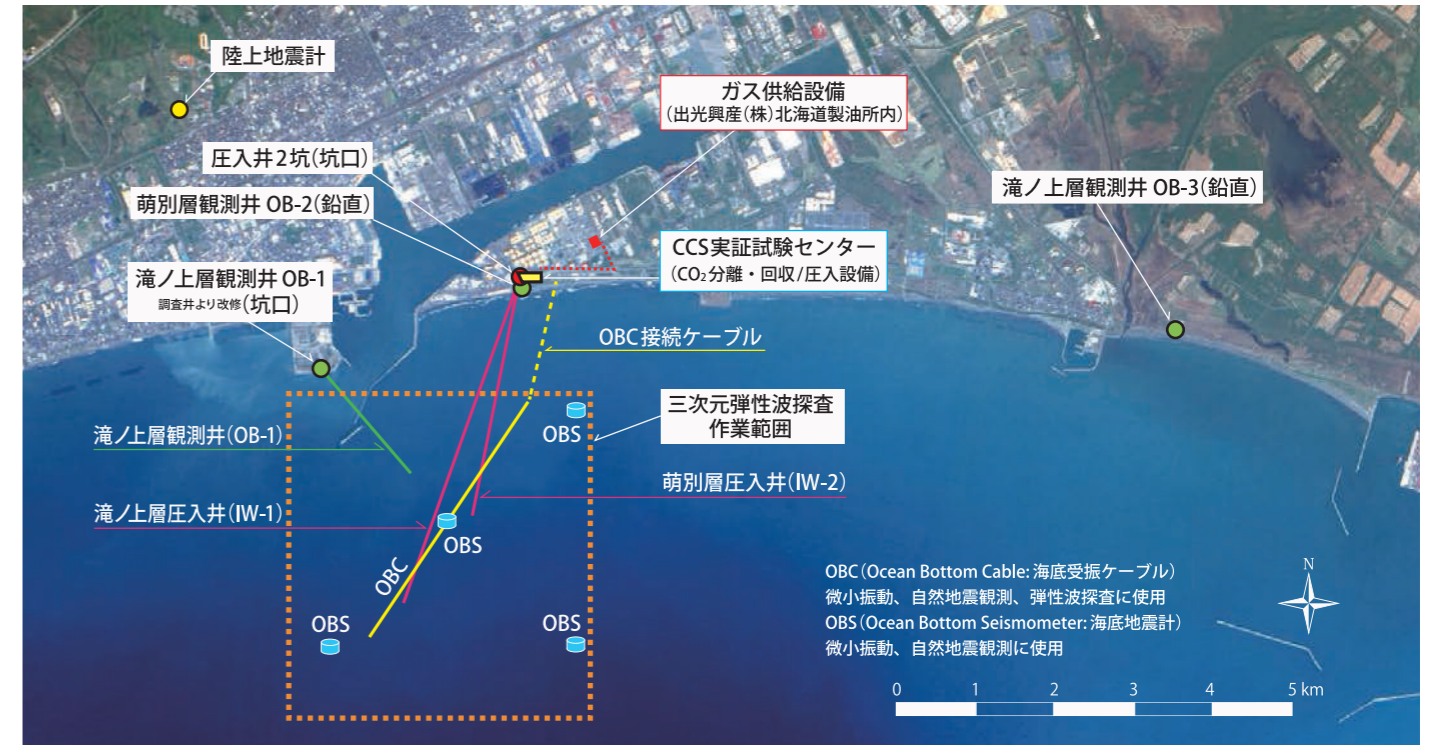 陸上地震計
ガス供給設備
(出光興産(株)北海道製油所内)
圧入井2坑(坑口)
萌別層観測井 OB-2(鉛直)
滝ノ上層観測井 OB-3(鉛直)
CCS実証試験センター
(CO₂分離・回収/圧入設備)
滝ノ上層観測井 OB-1
調査井より改修(坑口)
OBC接続ケーブル
三次元弾性波探査
作業範囲
OBS
滝ノ上層観測井(OB-1)
萌別層圧入井(IW-2)
滝ノ上層圧入井(IW-1)
OBS
OBC
OBS
OBS
OBC(Ocean Bottom Cable:海底受振ケーブル)
微小振動、自然地震観測、弾性波探査に使用
OBS(Ocean Bottom Seismometer:海底地震計)
微小振動、自然地震観測に使用
N
0 1 2 3 4 5 km